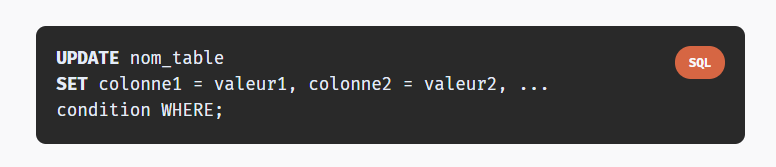 UPDATE nom_table
SQL
SET colonne1 = valeur1, colonne2 = valeur2, ...
condition WHERE;